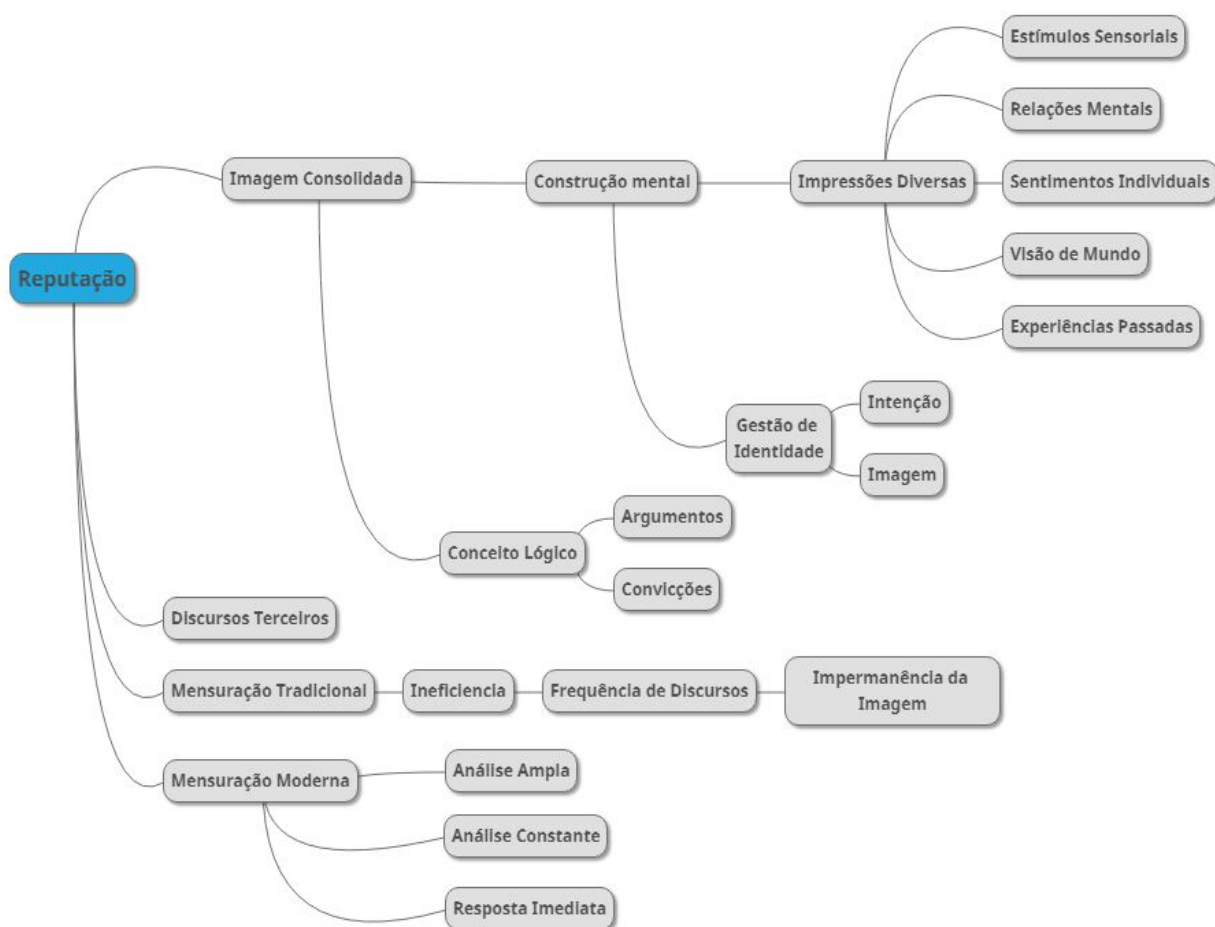 Estímulos Sensoriais
Relações Mentais
Imagem Consolidada
Construção mental
Impressões Diversas
Sentimentos Individuais
Reputação
Visão de Mundo
Experiências Passadas
Gestão de
Identidade
Intenção
Imagem
Conceito Lógico
Argumentos
Convicções
Discursos Terceiros
Mensuração Tradicional
Ineficiencia
Frequência de Discursos
Impermanência da
Imagem
Mensuração Moderna
Análise Ampla
Análise Constante
Resposta Imediata